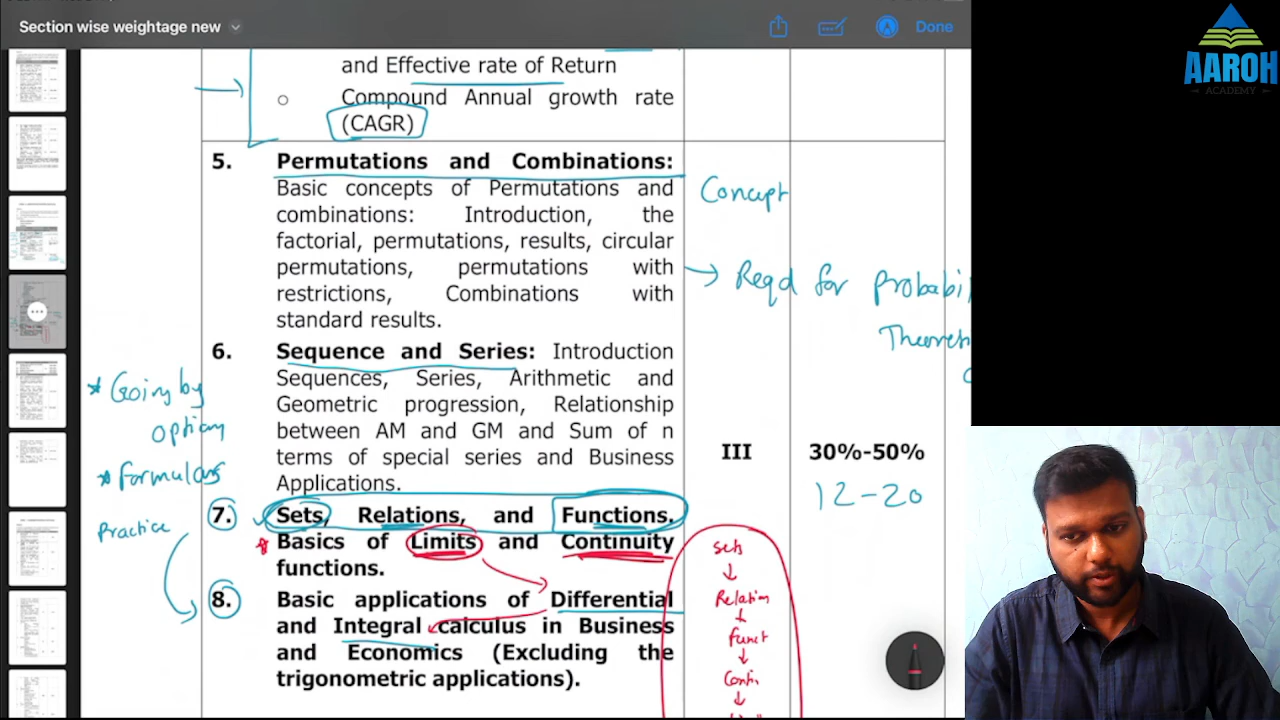 Section wise weightage new
Done
AAROH
ACADEMY
and Effective rate of Return
Compound Annual growth rate
(CAGR)
5. Permutations and Combinations:
Basic concepts of Permutations and
combinations: Introduction, the
factorial, permutations, results, circular
permutations, permutations with
restrictions, Combinations with
standard results.
Concept
→ Reqd for probabi
Theoret
6. Sequence and Series: Introduction
Sequences, Series, Arithmetic and
Geometric progression, Relationship
between AM and GM and Sum of n
terms of special series and Business
Applications.
* Going by
option
* formulas
Practice
III
30%-50%
12-20
7. Sets, Relations, and Functions.
* Basics of Limits and Continuity
functions.
8. Basic applications of Differential
and Integral calculus in Business
and Economics (Excluding the
trigonometric applications).
Sets
↓
Relation
↓
Funct
↓
Conti.
↓